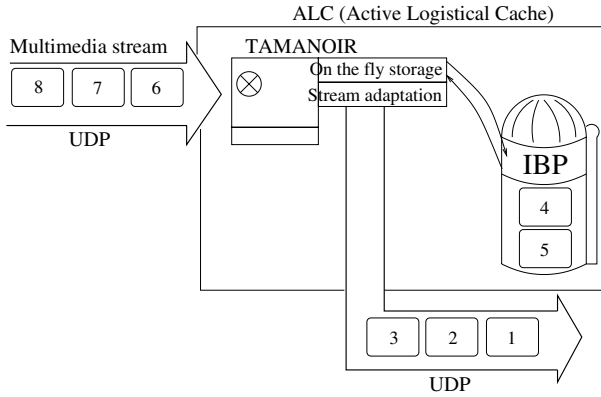 ALC (Active Logistical Cache)
Multimedia stream
TAMANOIR
On the fly storage
8 7 6
Stream adaptation
UDP
IBP
4
5
3 2 1
UDP